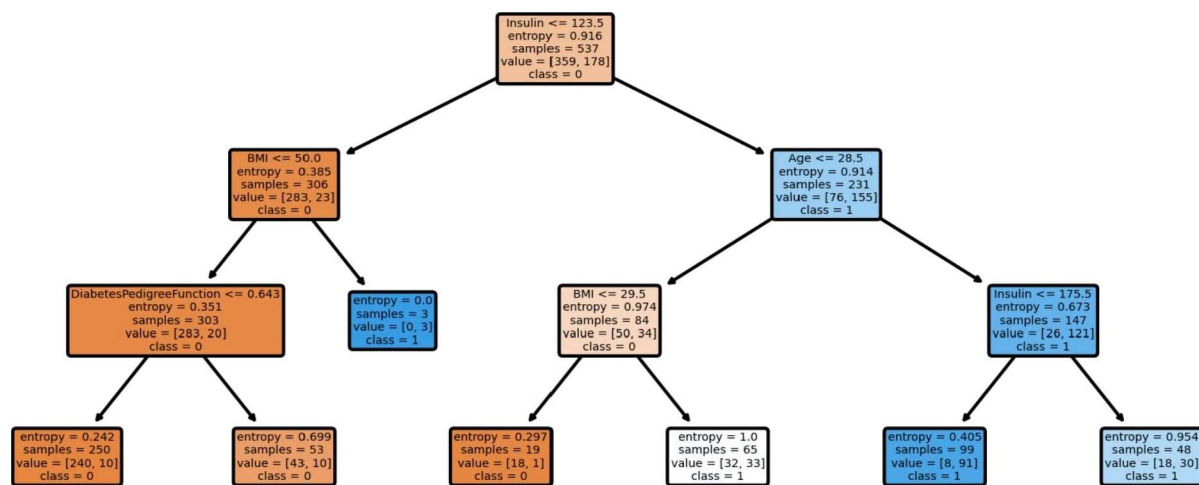 Insulin <= 123.5
entropy = 0.916
samples = 537
value = [359, 178]
class = 0
BMI <= 50.0
entropy = 0.385
samples = 306
value = [283, 23]
class = 0
Age <= 28.5
entropy = 0.914
samples = 231
value = [76, 155]
class = 1
DiabetesPedigreeFunction <= 0.643
entropy = 0.351
samples = 303
value = [283, 20]
class = 0
entropy = 0.0
samples = 3
value = [0, 3]
class = 1
BMI <= 29.5
entropy = 0.974
samples = 84
value = [50, 34]
class = 0
Insulin <= 175.5
entropy = 0.673
samples = 147
value = [26, 121]
class = 1
entropy = 0.242
samples = 250
value = [240, 10]
class = 0
entropy = 0.699
samples = 53
value = [43, 10]
class = 0
entropy = 0.297
samples = 19
value = [18, 1]
class = 0
entropy = 1.0
samples = 65
value = [32, 33]
class = 1
entropy = 0.405
samples = 99
value = [8, 91]
class = 1
entropy = 0.954
samples = 48
value = [18, 30]
class = 1